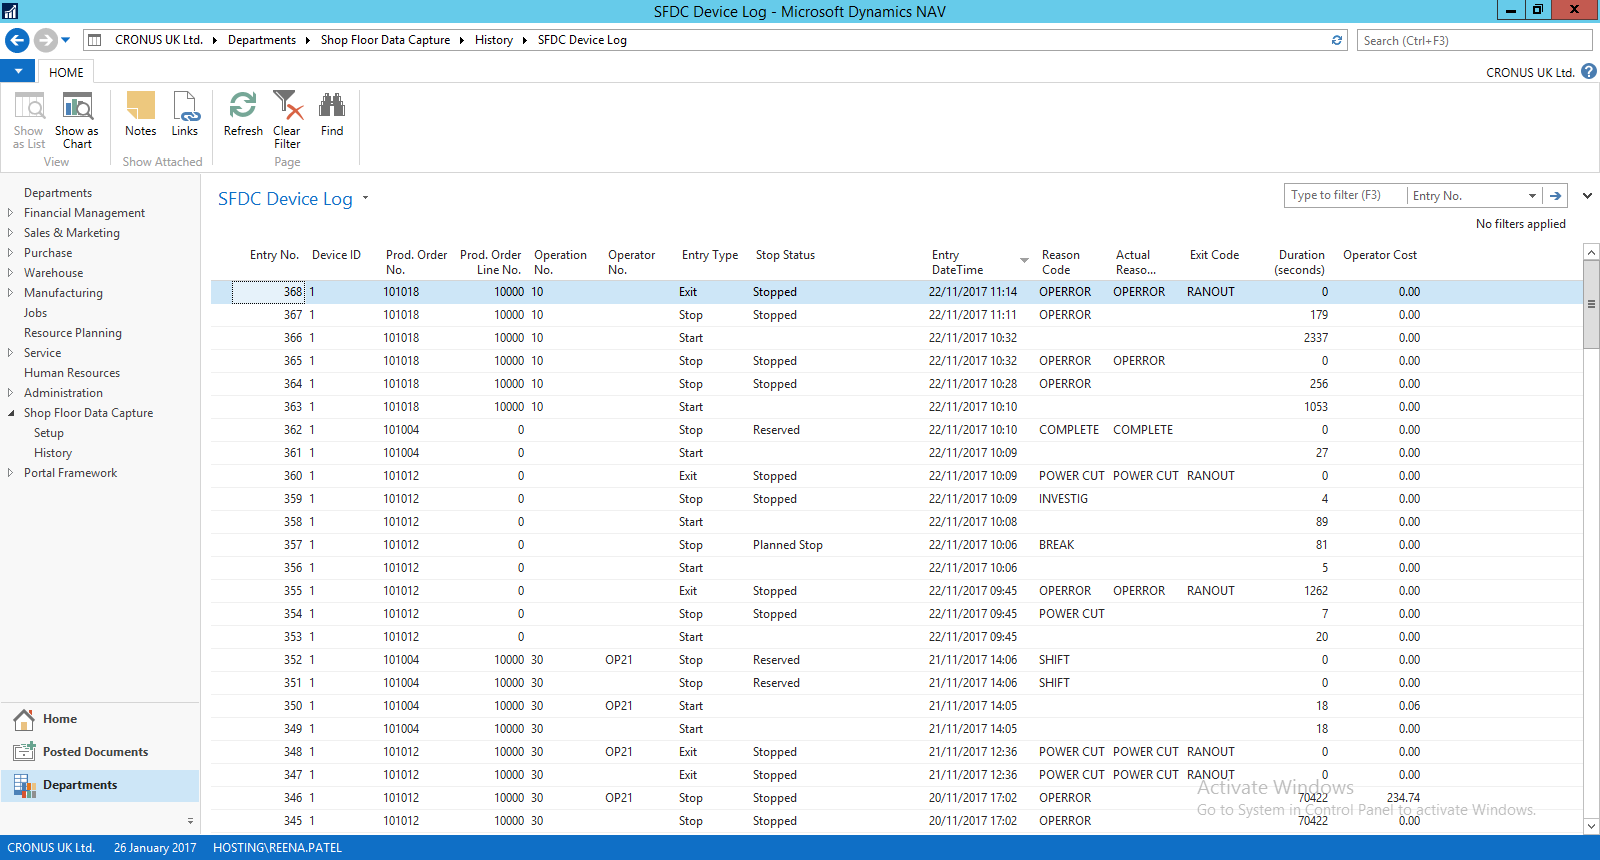 SFDC Device Log - Microsoft Dynamics NAV
CRONUS UK Ltd. Departments Shop Floor Data Capture History SFDC Device Log
Search (Ctrl+F3)
HOME
CRONUS UK Ltd.
Show as List
Show as Chart
Notes
Links
Refresh
Clear Filter
Find
View
Show Attached
Page
Departments
Financial Management
Sales & Marketing
Purchase
Warehouse
Manufacturing
Jobs
Resource Planning
Service
Human Resources
Administration
Shop Floor Data Capture
Setup
History
Portal Framework
Home
Posted Documents
Departments
SFDC Device Log
Type to filter (F3) Entry No.
No filters applied
Entry No. Device ID Prod. Order No. Prod. Order Line No. Operation No. Operator No. Entry Type Stop Status Entry DateTime Reason Code Actual Reaso... Exit Code Duration (seconds) Operator Cost
368 1 101018 10000 10 Exit Stopped 22/11/2017 11:14 OPERROR OPERROR RANOUT 0 0.00
367 1 101018 10000 10 Stop Stopped 22/11/2017 11:11 OPERROR 179 0.00
366 1 101018 10000 10 Start 22/11/2017 10:32 2337 0.00
365 1 101018 10000 10 Stop Stopped 22/11/2017 10:32 OPERROR OPERROR 0 0.00
364 1 101018 10000 10 Stop Stopped 22/11/2017 10:28 OPERROR 256 0.00
363 1 101018 10000 10 Start 22/11/2017 10:10 1053 0.00
362 1 101004 0 Stop Reserved 22/11/2017 10:10 COMPLETE COMPLETE 0 0.00
361 1 101004 0 Start 22/11/2017 10:09 27 0.00
360 1 101012 0 Exit Stopped 22/11/2017 10:09 POWER CUT POWER CUT RANOUT 0 0.00
359 1 101012 0 Stop Stopped 22/11/2017 10:09 INVESTIG 4 0.00
358 1 101012 0 Start 22/11/2017 10:08 89 0.00
357 1 101012 0 Stop Planned Stop 22/11/2017 10:06 BREAK 81 0.00
356 1 101012 0 Start 22/11/2017 10:06 5 0.00
355 1 101012 0 Exit Stopped 22/11/2017 09:45 OPERROR OPERROR RANOUT 1262 0.00
354 1 101012 0 Stop Stopped 22/11/2017 09:45 POWER CUT 7 0.00
353 1 101012 0 Start 22/11/2017 09:45 20 0.00
352 1 101004 10000 30 OP21 Stop Reserved 21/11/2017 14:06 SHIFT 0 0.00
351 1 101004 10000 30 Stop Reserved 21/11/2017 14:06 SHIFT 0 0.00
350 1 101004 10000 30 OP21 Start 21/11/2017 14:05 18 0.06
349 1 101004 10000 30 Start 21/11/2017 14:05 18 0.00
348 1 101012 10000 30 OP21 Exit Stopped 21/11/2017 12:36 POWER CUT POWER CUT RANOUT 0 0.00
347 1 101012 10000 30 Exit Stopped 21/11/2017 12:36 POWER CUT POWER CUT RANOUT 0 0.00
346 1 101012 10000 30 OP21 Stop Stopped 20/11/2017 17:02 OPERROR 70422 234.74
345 1 101012 10000 30 Stop Stopped 20/11/2017 17:02 OPERROR 70422 0.00
Activate Windows
Go to System in Control Panel to activate Windows.
CRONUS UK Ltd. 26 January 2017 HOSTING\REENA.PATEL